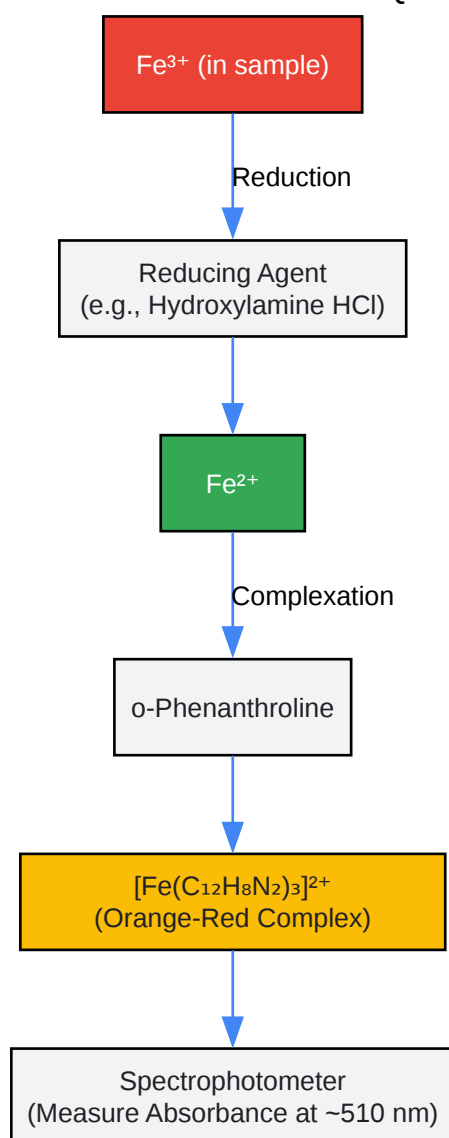 Fe³⁺ (in sample)
Reduction
Reducing Agent
(e.g., Hydroxylamine HCl)
Fe²⁺
Complexation
o-Phenanthroline
[Fe(C₁₂H₈N₂)₃]²⁺
(Orange-Red Complex)
Spectrophotometer
(Measure Absorbance at ~510 nm)